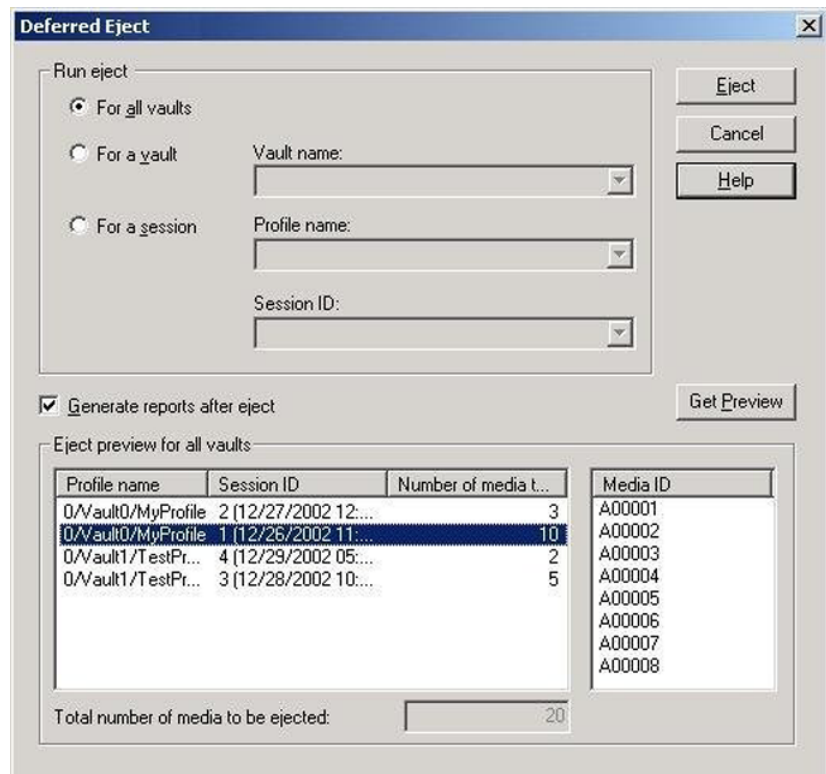 Deferred Eject
Run eject
For all vaults
For a vault
Vault name:
For a session
Profile name:
Session ID:
Eject
Cancel
Help
Generate reports after eject
Get Preview
Eject preview for all vaults
Profile name Session ID Number of media t...
0/Vault0/MyProfile 2 (12/27/2002 12:... 3
0/Vault0/MyProfile 1 (12/26/2002 11:... 10
0/Vault1/TestPr... 4 (12/29/2002 05:... 2
0/Vault1/TestPr... 3 (12/28/2002 10:... 5
Media ID
A00001
A00002
A00003
A00004
A00005
A00006
A00007
A00008
Total number of media to be ejected: 20